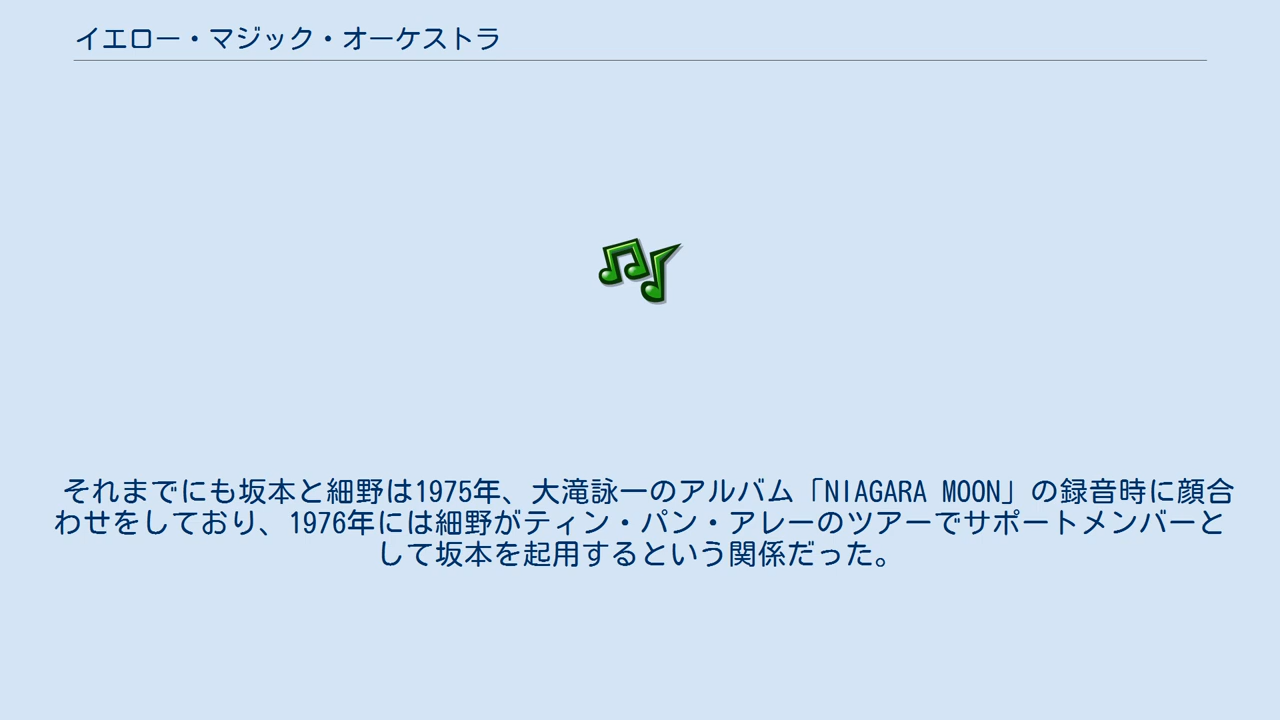 イエロー・マジック・オーケストラ
それまでにも坂本と細野は1975年、大滝詠一のアルバム「NIAGARA MOON」の録音時に顔合
わせをしており、1976年には細野がティン・パン・アレーのツアーでサポートメンバーと
して坂本を起用するという関係だった。